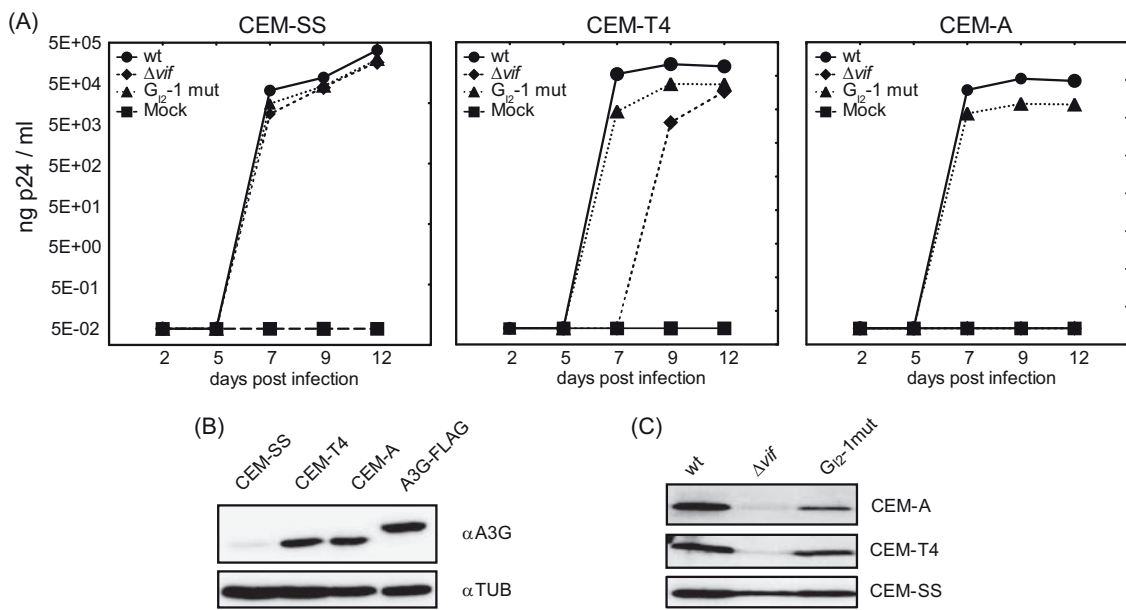 (A)
CEM-SS
CEM-T4
CEM-A
ng p24 / ml
5E+05
5E+04
5E+03
5E+02
5E+01
5E+00
5E-01
5E-02
wt
Δvif
G_I2-1 mut
Mock
wt
Δvif
G_I2-1 mut
Mock
wt
Δvif
G_I2-1 mut
Mock
2 5 7 9 12
2 5 7 9 12
2 5 7 9 12
days post infection
days post infection
days post infection
(B)
CEM-SS
CEM-T4
CEM-A
A3G-FLAG
αA3G
αTUB
(C)
wt
Δvif
G_I2-1mut
CEM-A
CEM-T4
CEM-SS